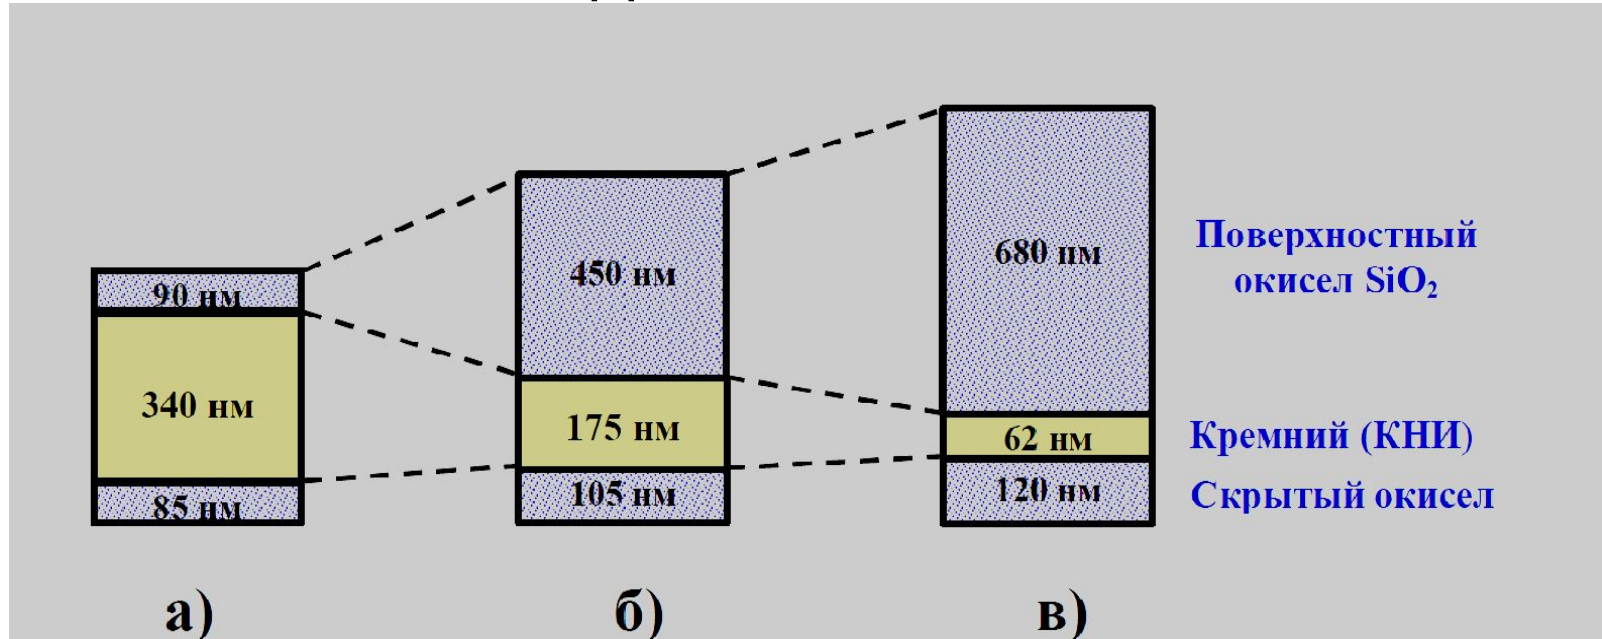 90 нм
340 нм
85 нм
а)
450 нм
175 нм
105 нм
б)
680 нм
62 нм
120 нм
в)
Поверхностный
окисел SiO₂
Кремний (КНИ)
Скрытый окисел